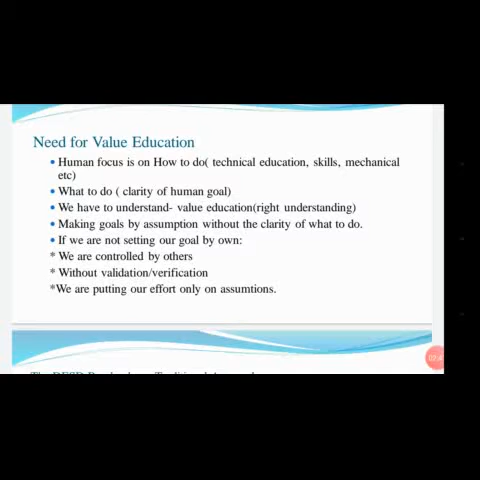 Need for Value Education
• Human focus is on How to do( technical education, skills, mechanical
etc)
• What to do ( clarity of human goal)
• We have to understand- value education(right understanding)
• Making goals by assumption without the clarity of what to do.
• If we are not setting our goal by own:
* We are controlled by others
* Without validation/verification
*We are putting our effort only on assumtions.